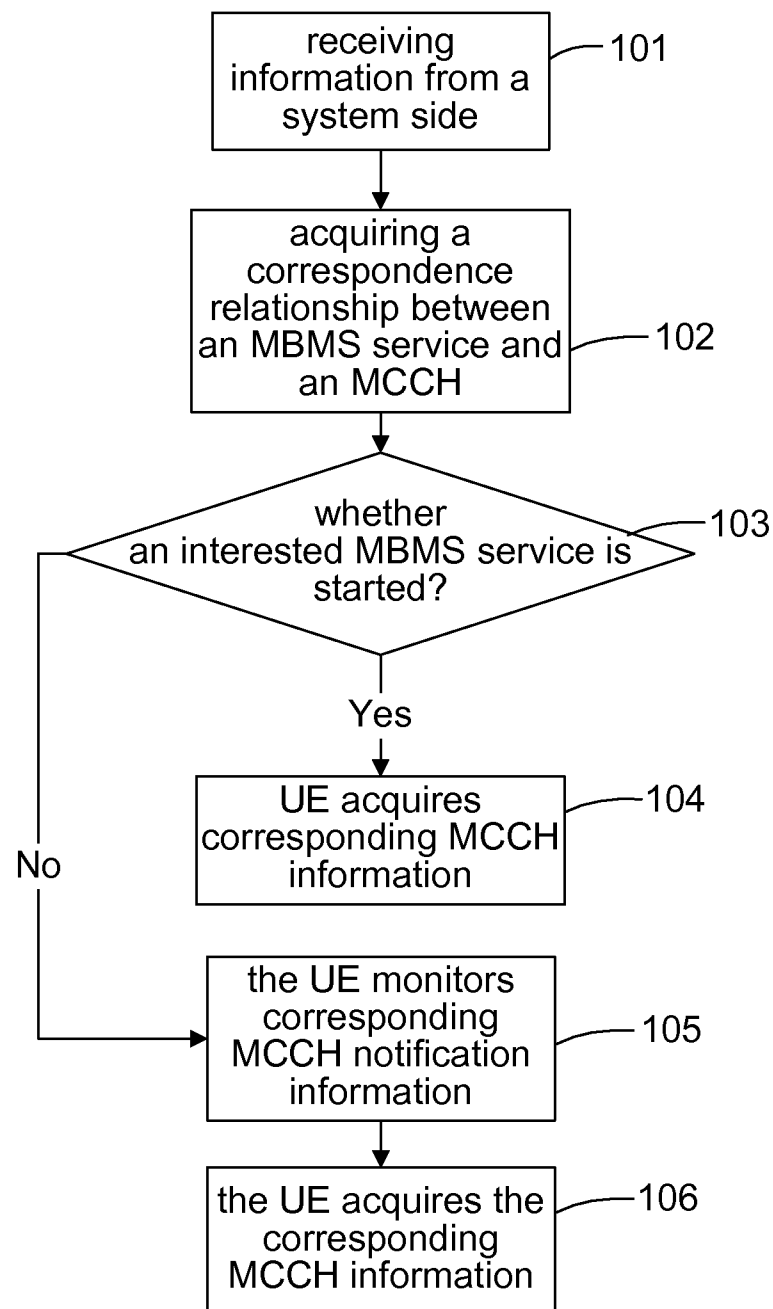 receiving
information from a
system side
101
acquiring a
correspondence
relationship between
an MBMS service and
an MCCH
102
whether
an interested MBMS service is
started?
103
Yes
UE acquires
corresponding MCCH
information
104
No
the UE monitors
corresponding
MCCH notification
information
105
the UE acquires the
corresponding
MCCH information
106